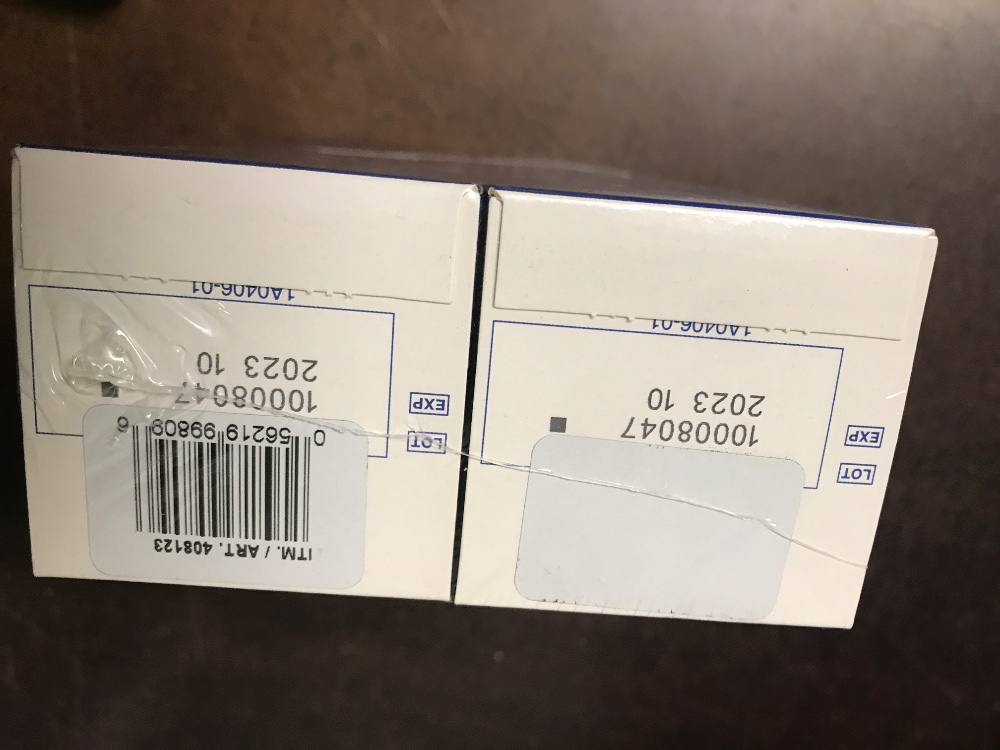 LOT 10008047
EXP 2023 10
1A0406-01
ITM. / ART. 408123
0 56219 99809 6
LOT 10008047
EXP 2023 10
1A0406-01